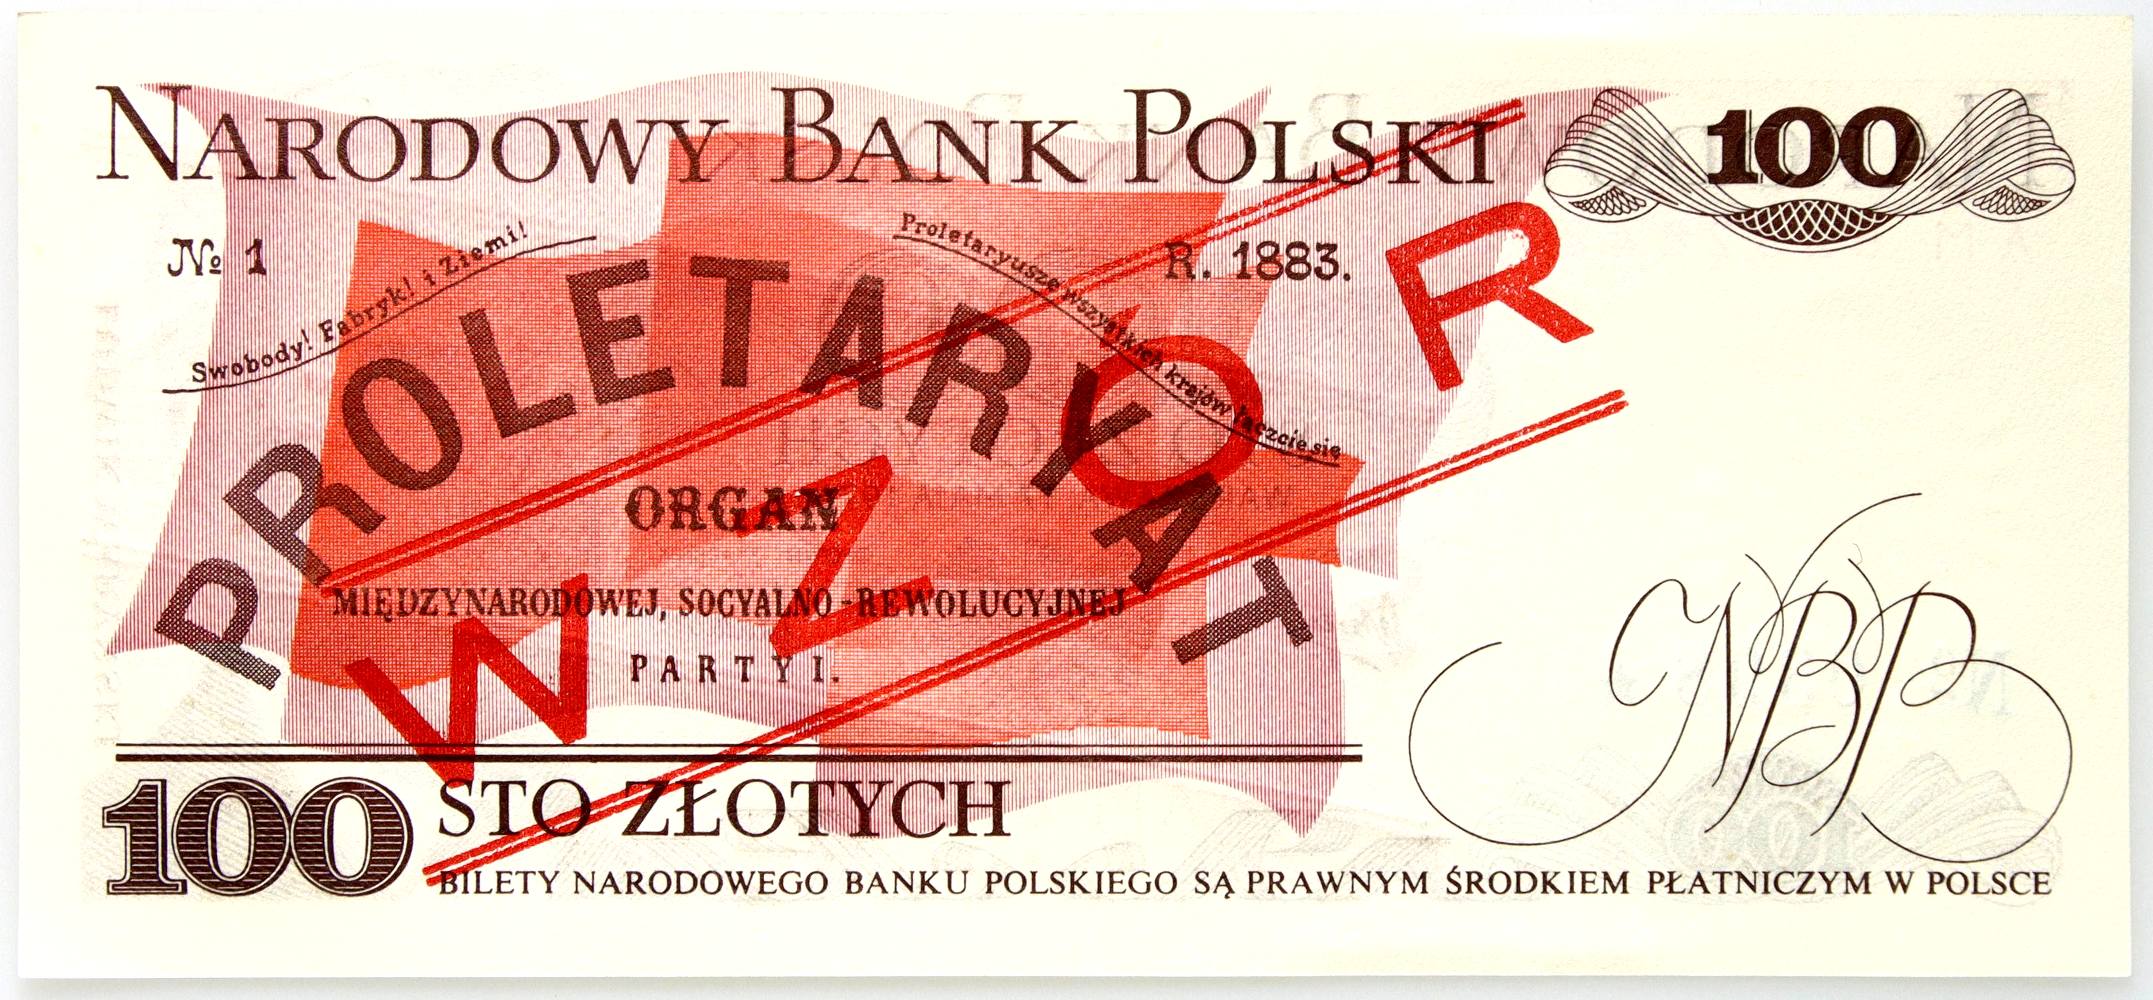 NARODOWY BANK POLSKI
100
№ 1
R. 1883.
Swobody! Fabryk! i Ziemi!
Proletaryusze wszystkich krajów łączcie się
PROLETARYAT
ORGAN
MIĘDZYNARODOWEJ, SOCYALNO-REWOLUCYJNEJ
PARTYI.
WZOR
NBP
100 STO ZŁOTYCH
BILETY NARODOWEGO BANKU POLSKIEGO SĄ PRAWNYM ŚRODKIEM PŁATNICZYM W POLSCE